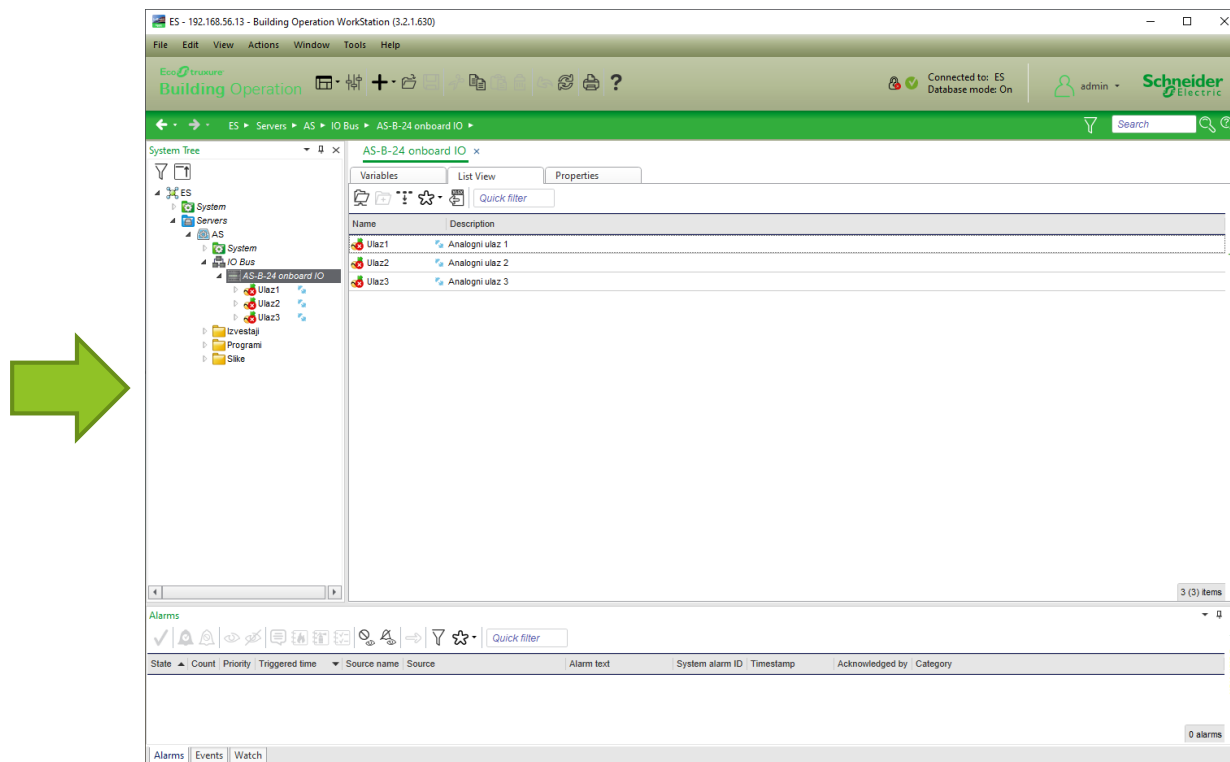 ES - 192.168.56.13 - Building Operation WorkStation (3.2.1.630)
File Edit View Actions Window Tools Help
EcoStruxure
Building Operation
Connected to: ES
Database mode: On
admin
Schneider
Electric
ES Servers AS IO Bus AS-B-24 onboard IO
Search
System Tree
ES
System
Servers
AS
System
IO Bus
AS-B-24 onboard IO
Ulaz1
Ulaz2
Ulaz3
Izvestaji
Programi
Slike
AS-B-24 onboard IO
Variables List View Properties
Quick filter
Name Description
Ulaz1 Analogni ulaz 1
Ulaz2 Analogni ulaz 2
Ulaz3 Analogni ulaz 3
3 (3) items
Alarms
Quick filter
State Count Priority Triggered time Source name Source Alarm text System alarm ID Timestamp Acknowledged by Category
0 alarms
Alarms Events Watch